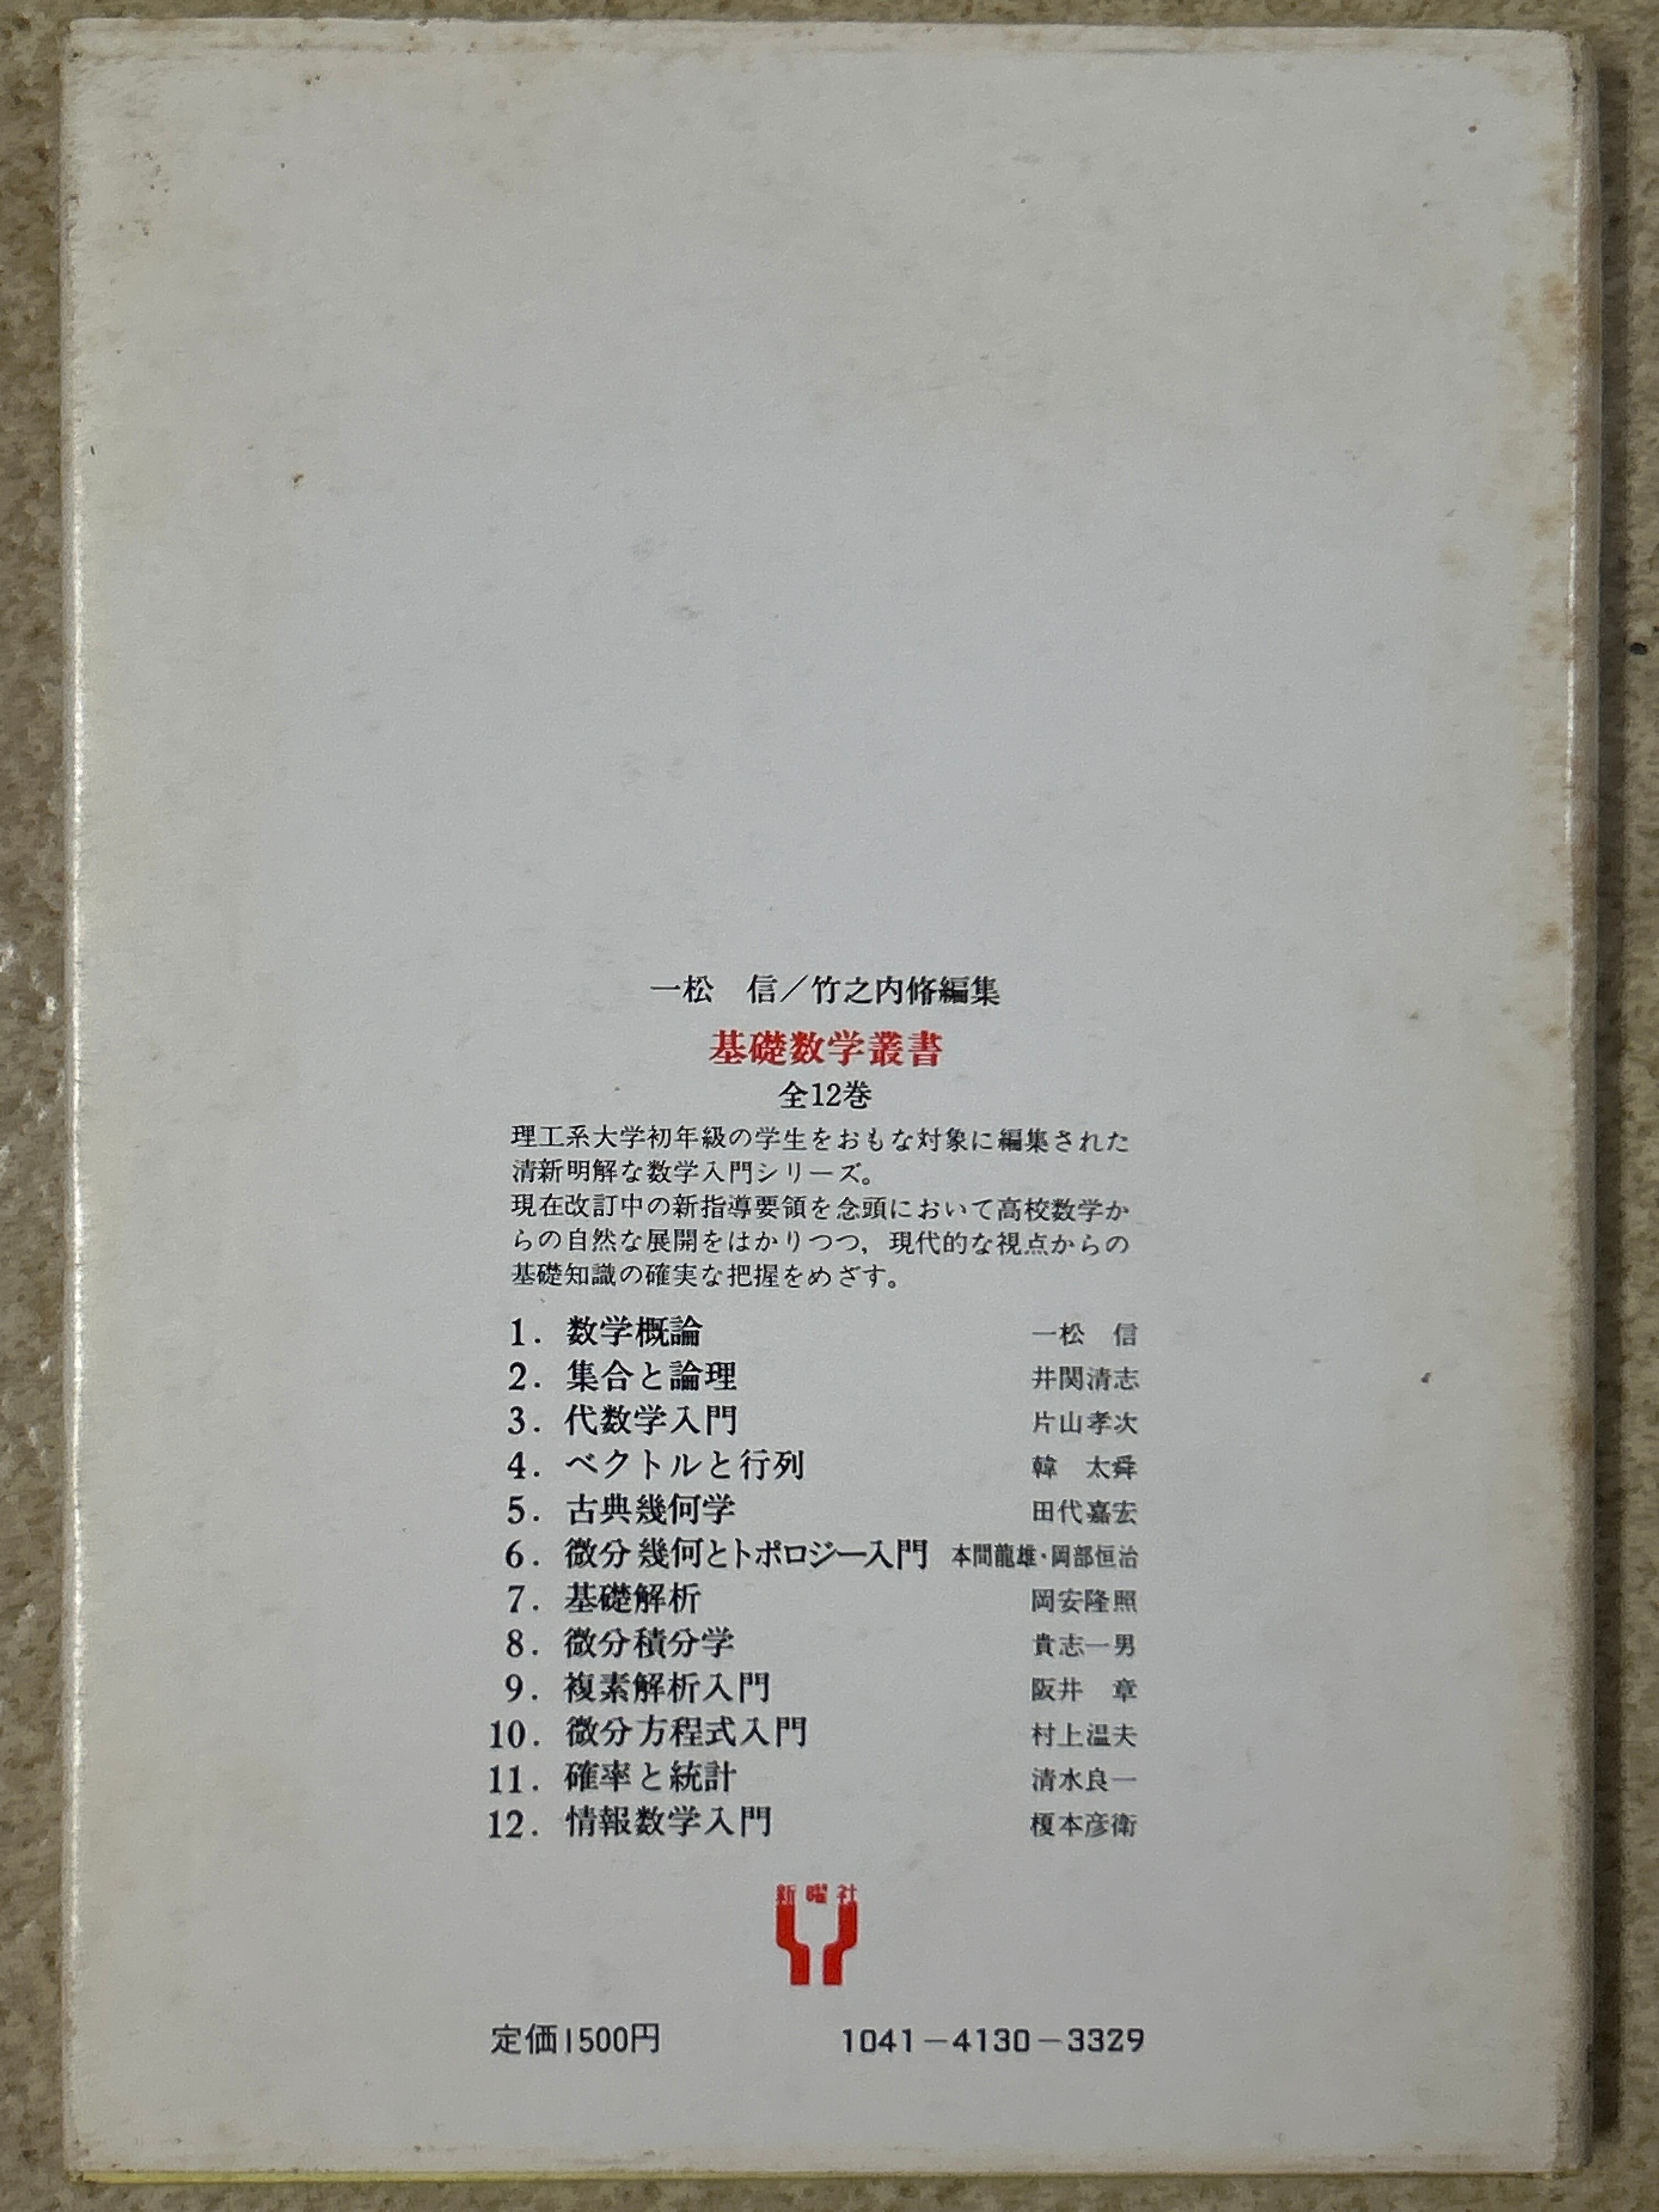 一松　信／竹之内脩編集
基礎数学叢書
全12巻
理工系大学初年級の学生をおもな対象に編集された
清新明解な数学入門シリーズ。
現在改訂中の新指導要領を念頭において高校数学か
らの自然な展開をはかりつつ，現代的な視点からの
基礎知識の確実な把握をめざす。
1. 数学概論　一松　信
2. 集合と論理　井関清志
3. 代数学入門　片山孝次
4. ベクトルと行列　韓　太舜
5. 古典幾何学　田代嘉宏
6. 微分幾何とトポロジー入門　本間龍雄・岡部恒治
7. 基礎解析　岡安隆照
8. 微分積分学　貴志一男
9. 複素解析入門　阪井　章
10. 微分方程式入門　村上温夫
11. 確率と統計　清水良一
12. 情報数学入門　榎本彦衛
新曜社
定価1500円　1041－4130－3329